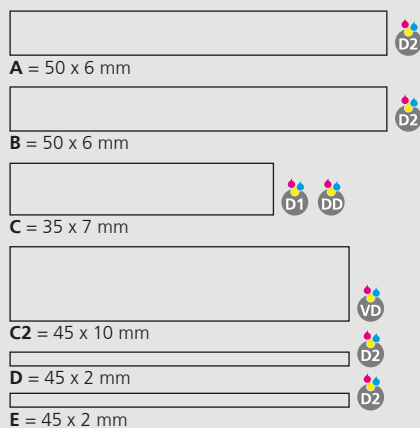 D2
A = 50 x 6 mm
D2
B = 50 x 6 mm
D1 DD
C = 35 x 7 mm
VD
C2 = 45 x 10 mm
D2
D = 45 x 2 mm
D2
E = 45 x 2 mm